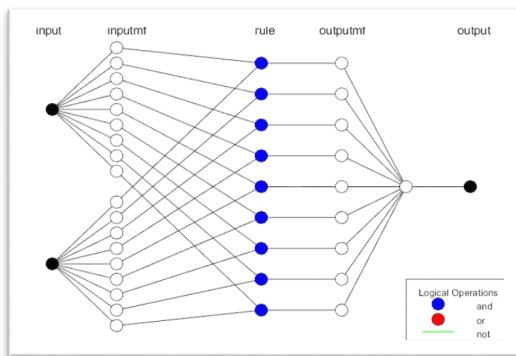 input inputmf rule outputmf output
Logical Operations
and
or
not